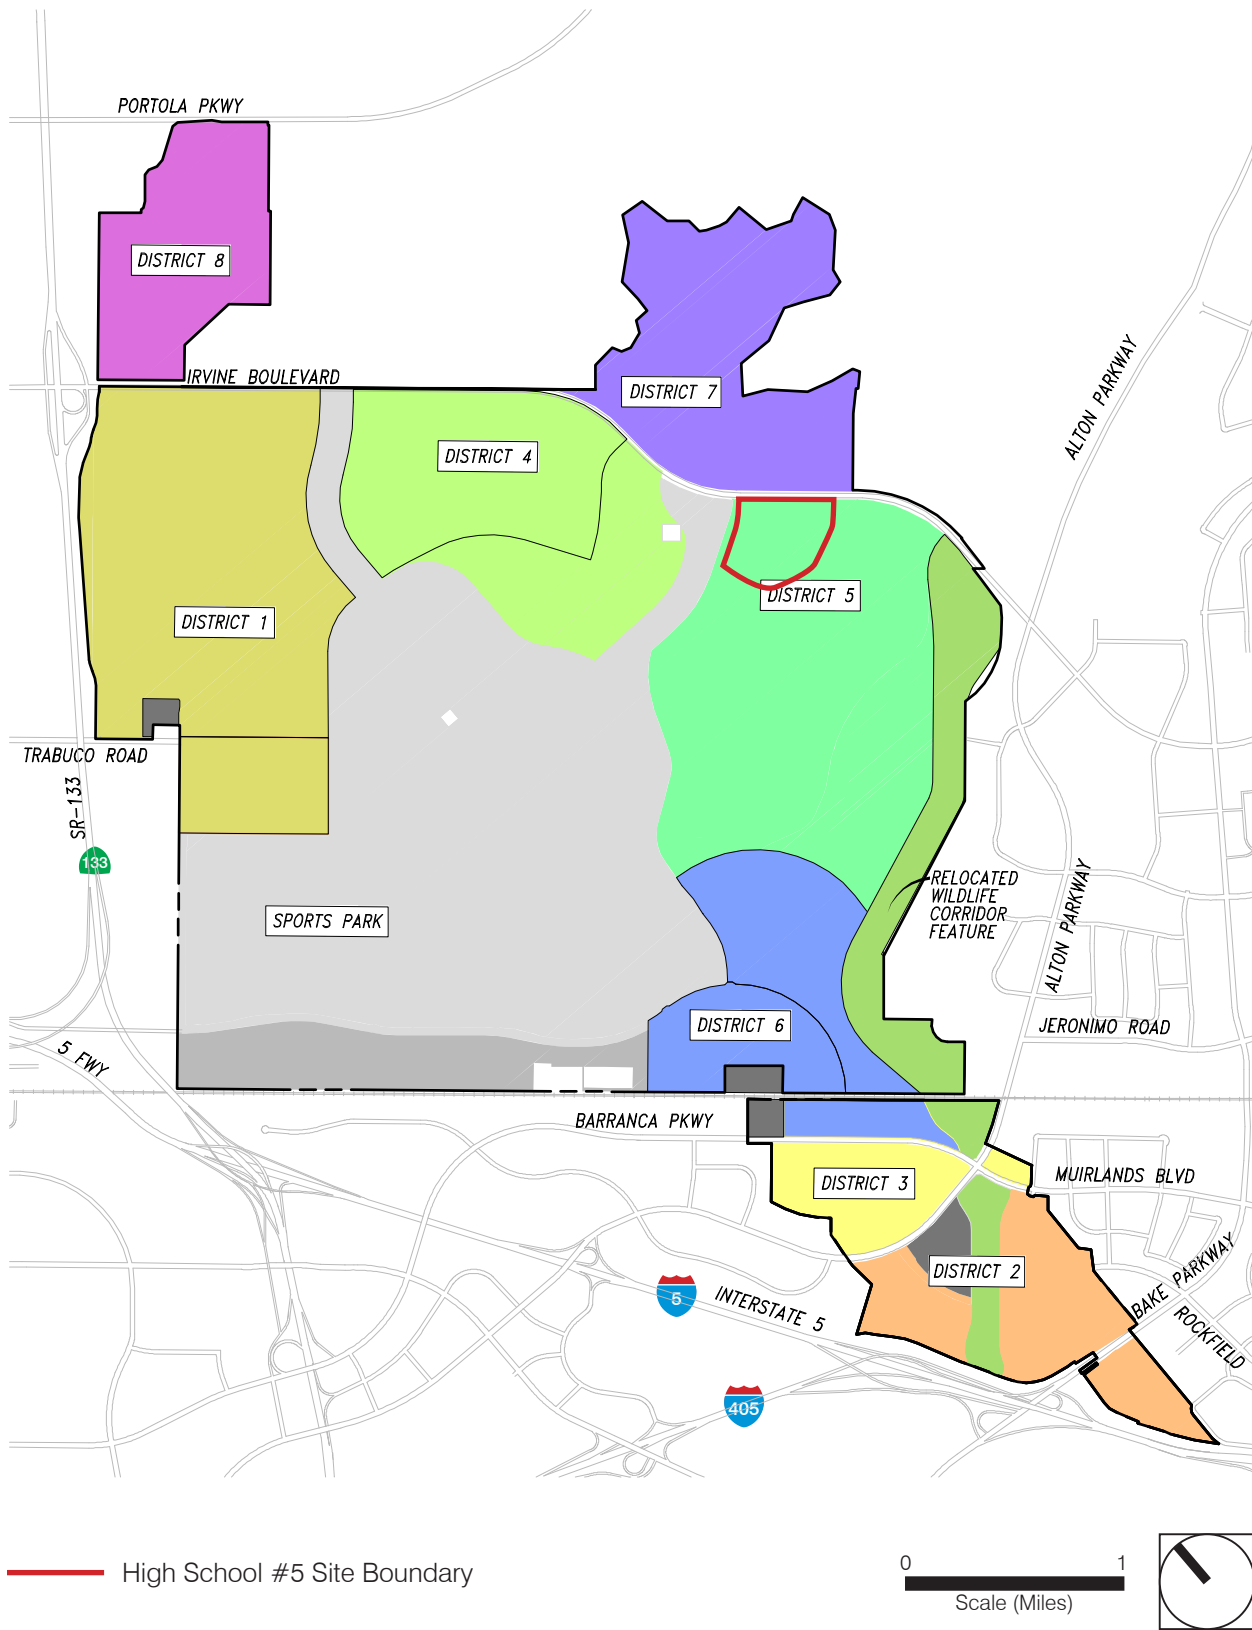 PORTOLA PKWY
DISTRICT 8
IRVINE BOULEVARD
DISTRICT 7
ALTON PARKWAY
DISTRICT 4
DISTRICT 5
DISTRICT 1
TRABUCO ROAD
SR-133
133
RELOCATED
WILDLIFE
CORRIDOR
FEATURE
ALTON PARKWAY
SPORTS PARK
DISTRICT 6
JERONIMO ROAD
5 FWY
BARRANCA PKWY
DISTRICT 3
MUIRLANDS BLVD
DISTRICT 2
BAKE PARKWAY
ROCKFIELD
5
INTERSTATE 5
405
High School #5 Site Boundary
0 1
Scale (Miles)